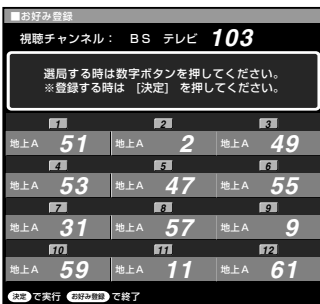 ■お好み登録
視聴チャンネル： BS テレビ 103
選局する時は数字ボタンを押してください。
※登録する時は [決定] を押してください。
1 2 3
地上A 51 地上A 2 地上A 49
4 5 6
地上A 53 地上A 47 地上A 55
7 8 9
地上A 31 地上A 57 地上A 9
10 11 12
地上A 59 地上A 11 地上A 61
決定 で実行 お好み登録 で終了